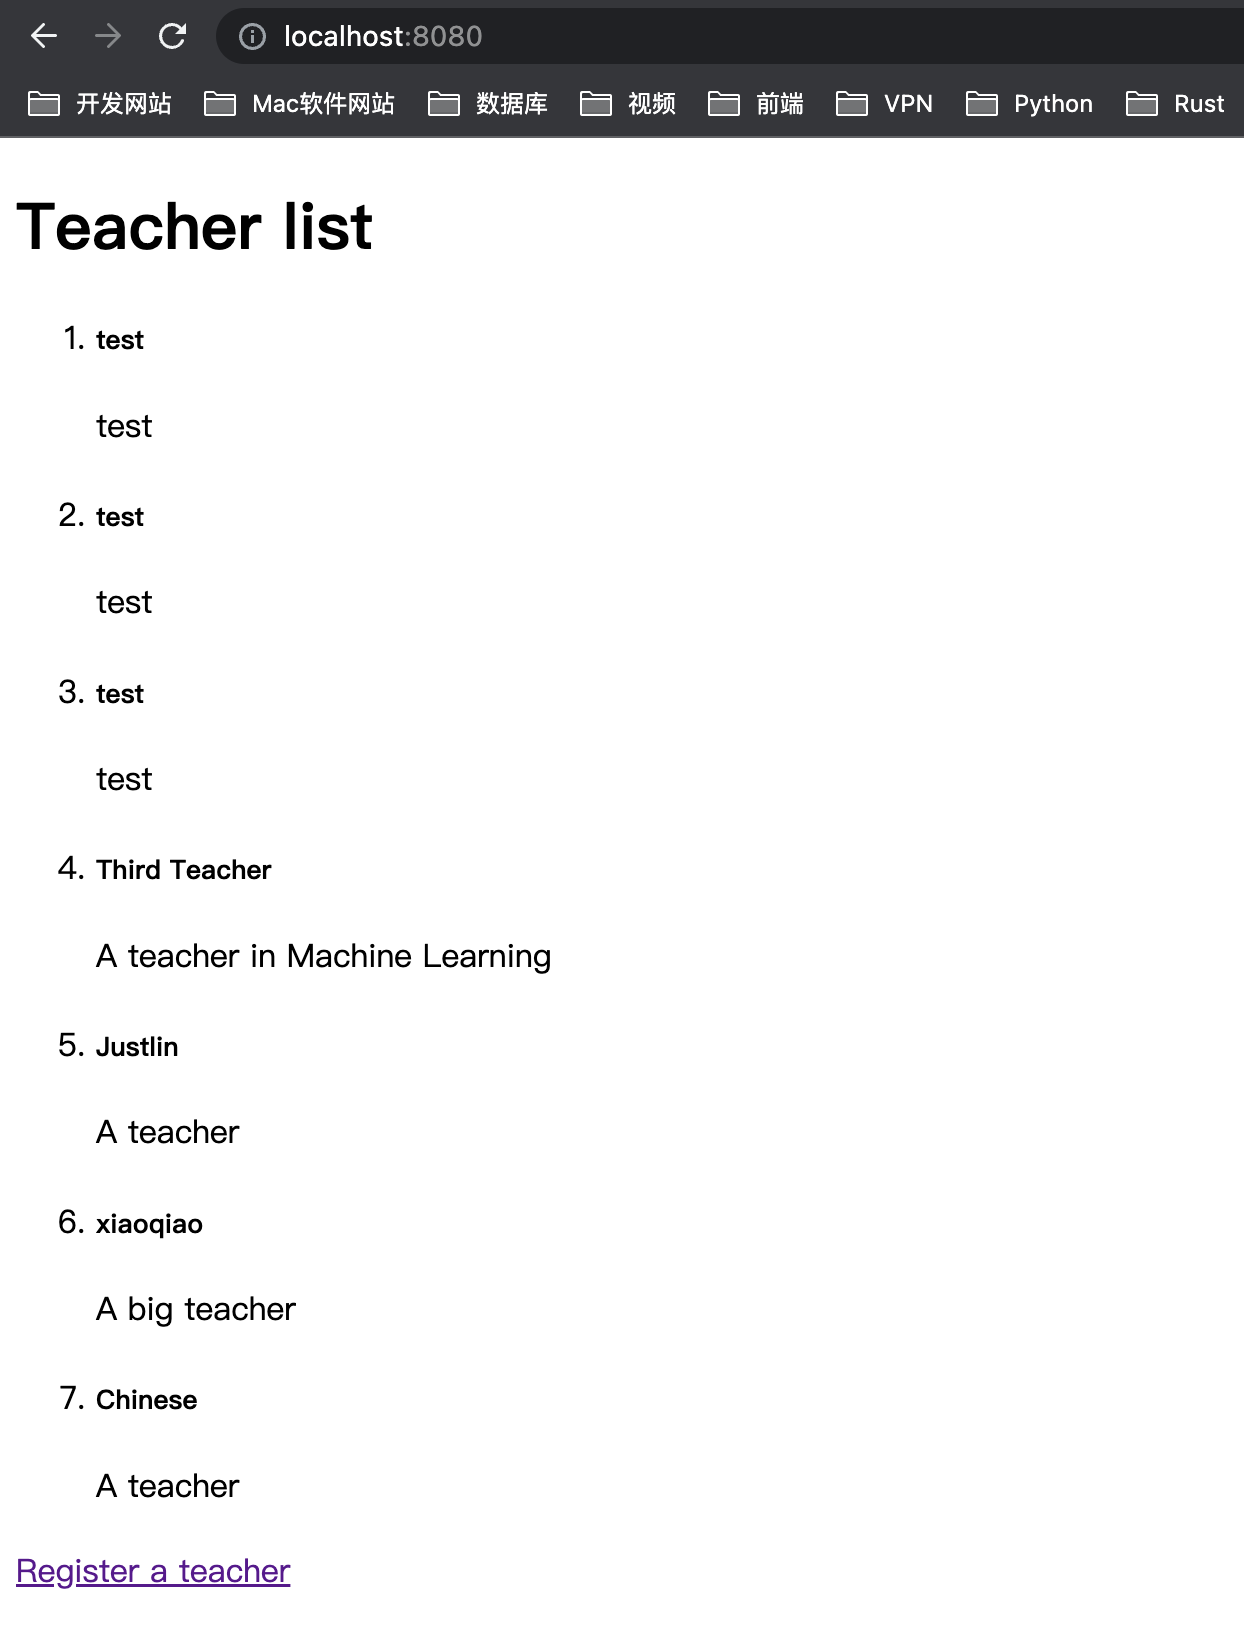 localhost:8080
开发网站 Mac软件网站 数据库 视频 前端 VPN Python Rust
Teacher list
1. test
test
2. test
test
3. test
test
4. Third Teacher
A teacher in Machine Learning
5. Justlin
A teacher
6. xiaoqiao
A big teacher
7. Chinese
A teacher
Register a teacher